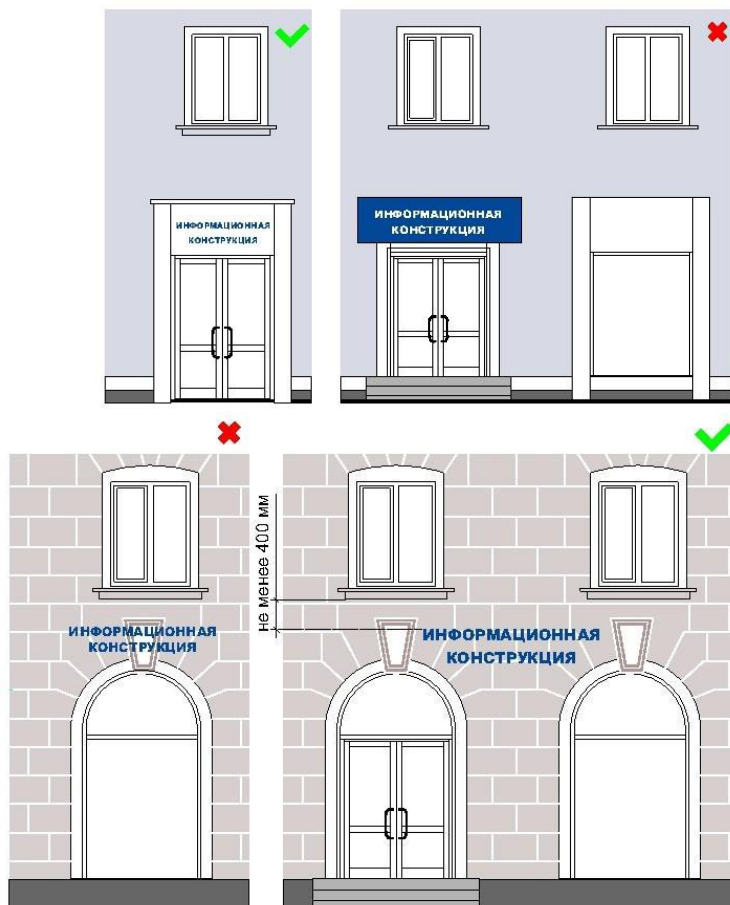 ИНФОРМАЦИОННАЯ
КОНСТРУКЦИЯ
ИНФОРМАЦИОННАЯ
КОНСТРУКЦИЯ
ИНФОРМАЦИОННАЯ
КОНСТРУКЦИЯ
не менее 400 мм
ИНФОРМАЦИОННАЯ
КОНСТРУКЦИЯ